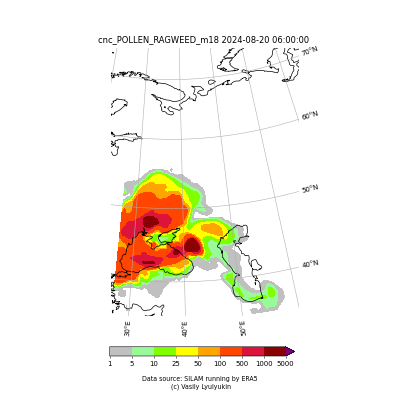 cnc_POLLEN_RAGWEED_m18 2024-08-20 06:00:00
70°N
60°N
50°N
40°N
30°E 40°E 50°E
1 5 10 25 50 100 500 1000 5000
Data source: SILAM running by ERA5
(c) Vasily Lyulyukin